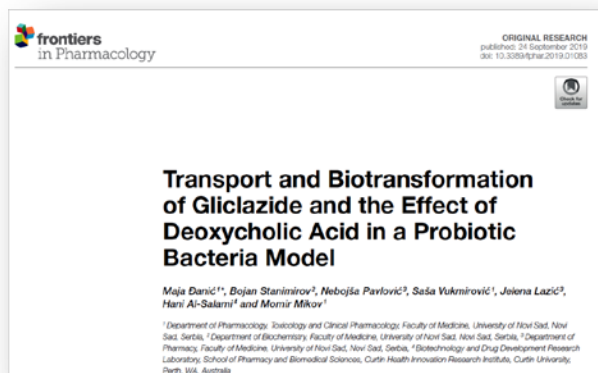 frontiers
in Pharmacology
ORIGINAL RESEARCH
published: 24 September 2019
doi: 10.3389/fphar.2019.01083
Check for
updates
Transport and Biotransformation
of Gliclazide and the Effect of
Deoxycholic Acid in a Probiotic
Bacteria Model
Maja Đanić¹*, Bojan Stanimirov², Nebojša Pavlović³, Saša Vukmirović¹, Jelena Lazić³,
Hani Al-Salami⁴ and Momir Mikov¹
¹ Department of Pharmacology, Toxicology and Clinical Pharmacology, Faculty of Medicine, University of Novi Sad, Novi
Sad, Serbia, ² Department of Biochemistry, Faculty of Medicine, University of Novi Sad, Novi Sad, Serbia, ³ Department of
Pharmacy, Faculty of Medicine, University of Novi Sad, Novi Sad, Serbia, ⁴ Biotechnology and Drug Development Research
Laboratory, School of Pharmacy and Biomedical Sciences, Curtin Health Innovation Research Institute, Curtin University,
Perth, WA, Australia